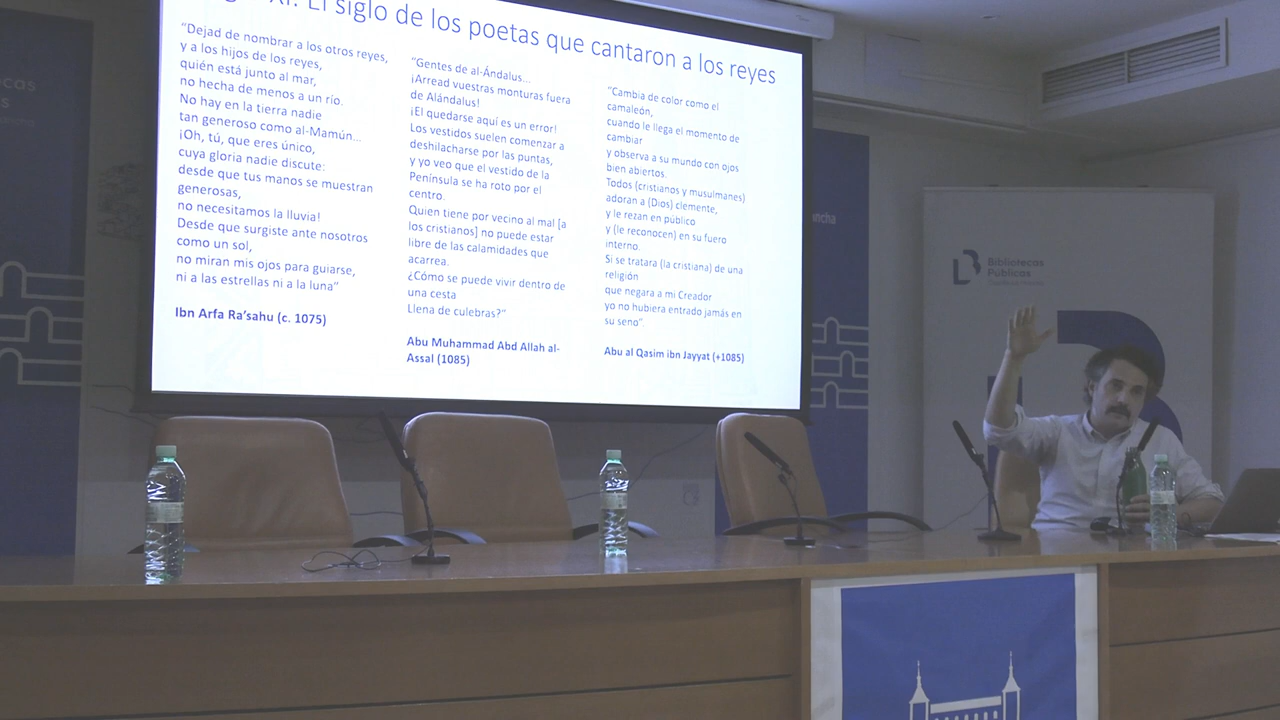 XI. El siglo de los poetas que cantaron a los reyes
"Dejad de nombrar a los otros reyes,
y a los hijos de los reyes,
quién está junto al mar,
no hecha de menos a un río.
No hay en la tierra nadie
tan generoso como al-Mamún...
¡Oh, tú, que eres único,
cuya gloria nadie discute:
desde que tus manos se muestran
generosas,
no necesitamos la lluvia!
Desde que surgiste ante nosotros
como un sol,
no miran mis ojos para guiarse,
ni a las estrellas ni a la luna"
Ibn Arfa Ra'sahu (c. 1075)
"Gentes de al-Ándalus...
¡Arread vuestras monturas fuera
de Alándalus!
¡El quedarse aquí es un error!
Los vestidos suelen comenzar a
deshilacharse por las puntas,
y yo veo que el vestido de la
Península se ha roto por el
centro.
Quien tiene por vecino al mal [a
los cristianos] no puede estar
libre de las calamidades que
acarrea.
¿Cómo se puede vivir dentro de
una cesta
Llena de culebras?"
Abu Muhammad Abd Allah al-
Assal (1085)
"Cambia de color como el
camaleón,
cuando le llega el momento de
cambiar
y observa a su mundo con ojos
bien abiertos.
Todos (cristianos y musulmanes)
adoran a (Dios) clemente,
y le rezan en público
y (le reconocen) en su fuero
interno.
Si se tratara (la cristiana) de una
religión
que negara a mi Creador
yo no hubiera entrado jamás en
su seno".
Abu al Qasim ibn Jayyat (+1085)
Bibliotecas
Públicas